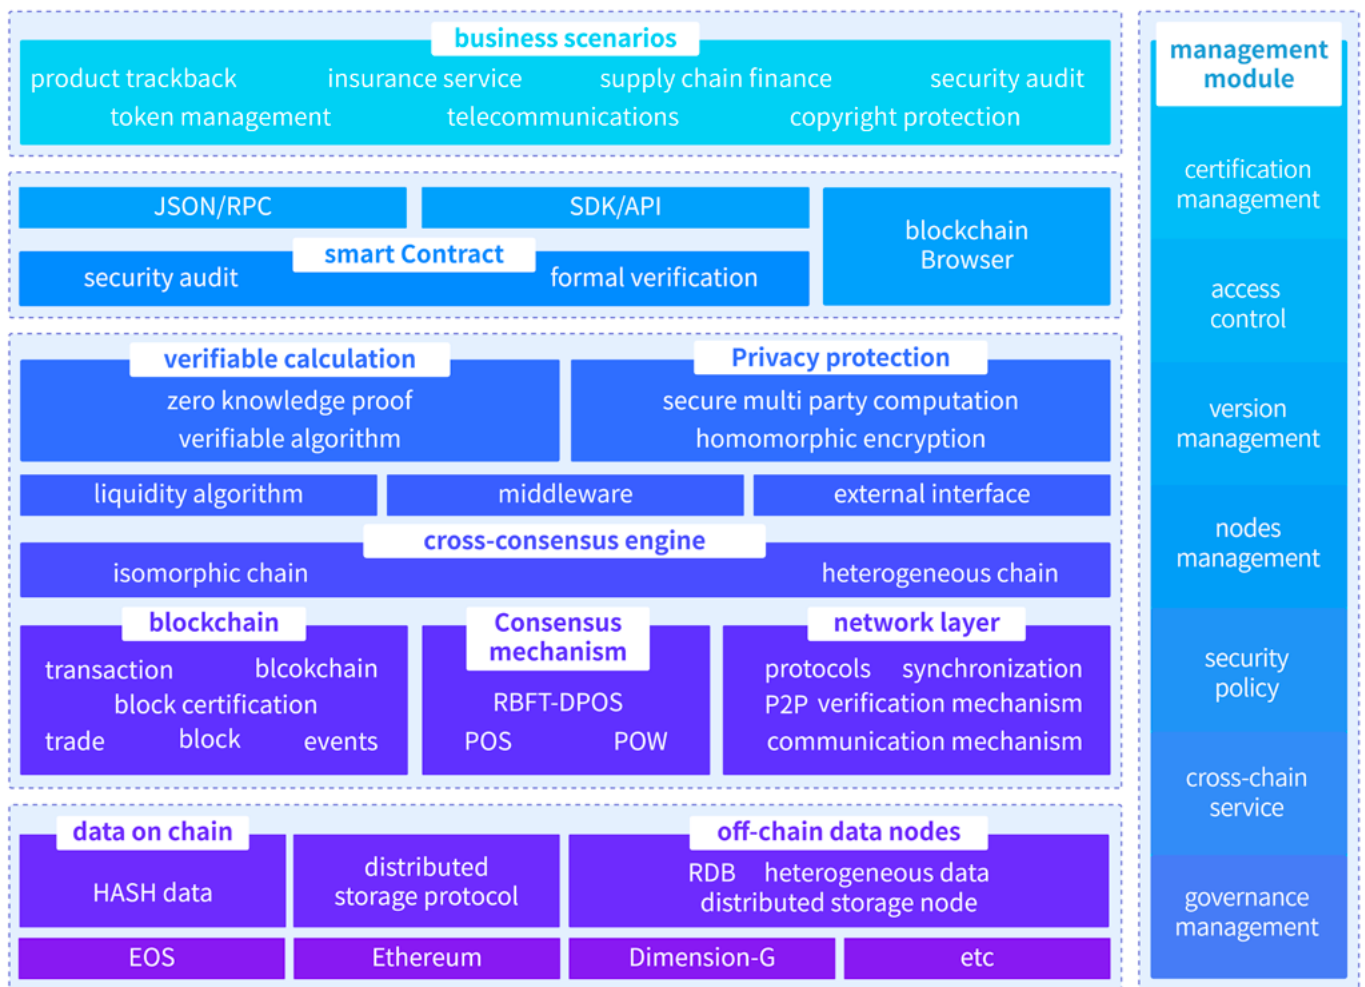 business scenarios
product trackback insurance service supply chain finance security audit
token management telecommunications copyright protection
JSON/RPC SDK/API
blockchain
Browser
smart Contract
security audit formal verification
verifiable calculation
zero knowledge proof
verifiable algorithm
Privacy protection
secure multi party computation
homomorphic encryption
liquidity algorithm middleware external interface
cross-consensus engine
isomorphic chain heterogeneous chain
blockchain
transaction blcokchain
block certification
trade block events
Consensus
mechanism
RBFT-DPOS
POS POW
network layer
protocols synchronization
P2P verification mechanism
communication mechanism
data on chain
HASH data
distributed
storage protocol
off-chain data nodes
RDB heterogeneous data
distributed storage node
EOS Ethereum Dimension-G etc
management
module
certification
management
access
control
version
management
nodes
management
security
policy
cross-chain
service
governance
management